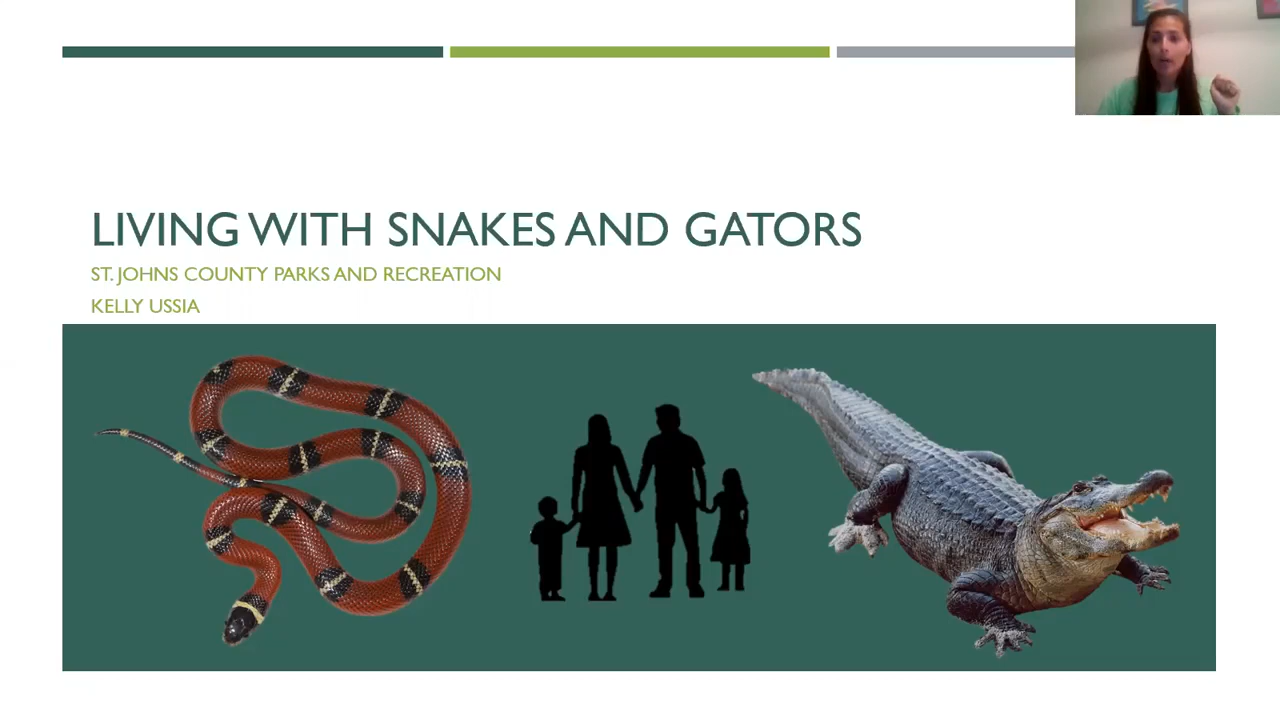 LIVING WITH SNAKES AND GATORS
ST. JOHNS COUNTY PARKS AND RECREATION
KELLY USSIA